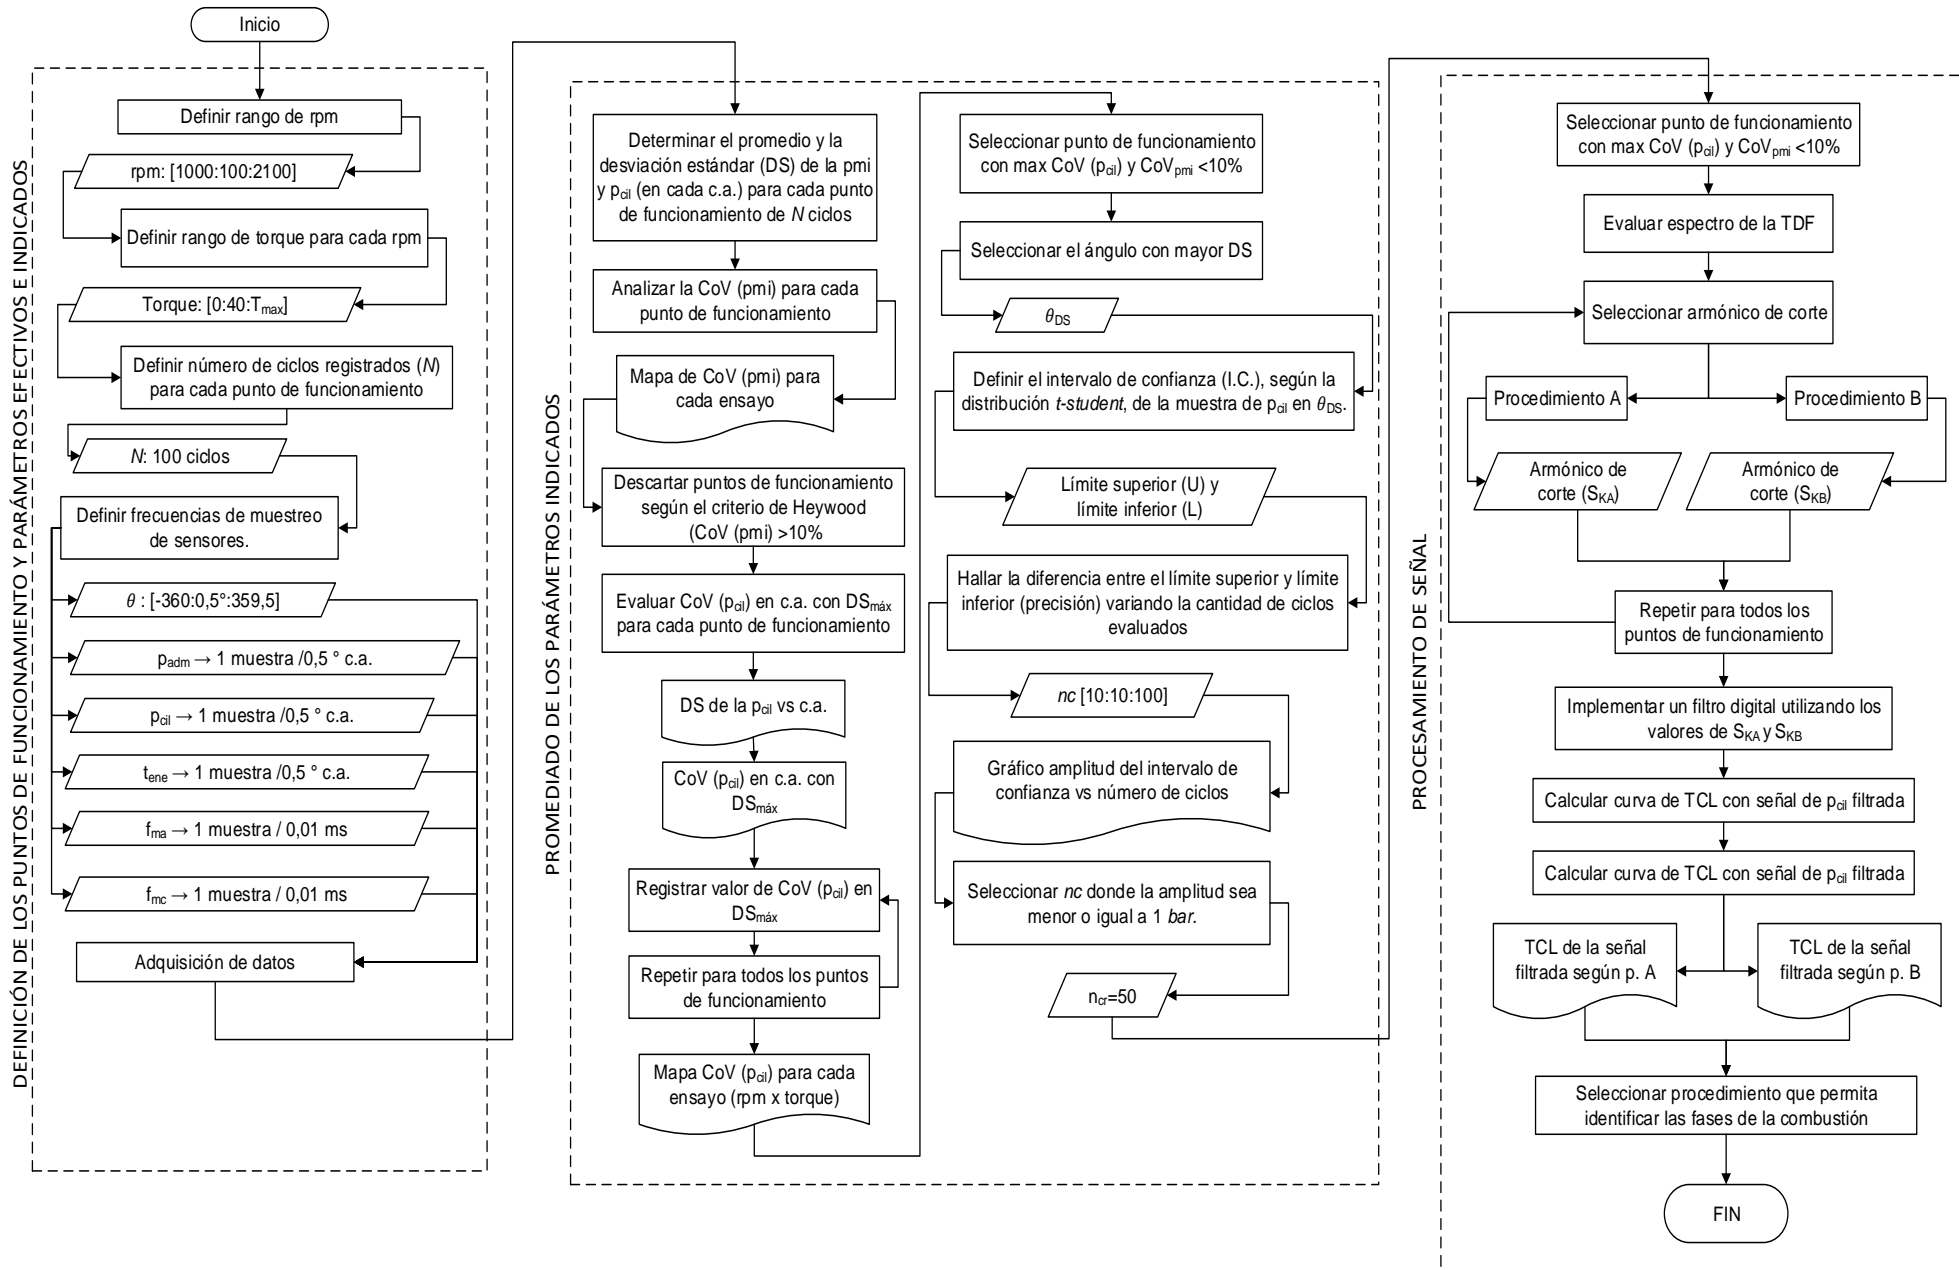 Inicio
DEFINICIÓN DE LOS PUNTOS DE FUNCIONAMIENTO Y PARÁMETROS EFECTIVOS E INDICADOS
Definir rango de rpm
rpm: [1000:100:2100]
Definir rango de torque para cada rpm
Torque: [0:40:Tmax]
Definir número de ciclos registrados (N)
para cada punto de funcionamiento
N: 100 ciclos
Definir frecuencias de muestreo
de sensores.
θ : [-360:0,5°:359,5]
padm → 1 muestra /0,5 ° c.a.
pcil → 1 muestra /0,5 ° c.a.
tene → 1 muestra /0,5 ° c.a.
fma → 1 muestra / 0,01 ms
fmc → 1 muestra / 0,01 ms
Adquisición de datos
PROMEDIADO DE LOS PARÁMETROS INDICADOS
Determinar el promedio y la
desviación estándar (DS) de la pmi
y pcil (en cada c.a.) para cada punto
de funcionamiento de N ciclos
Analizar la CoV (pmi) para cada
punto de funcionamiento
Mapa de CoV (pmi) para
cada ensayo
Descartar puntos de funcionamiento
según el criterio de Heywood
(CoV (pmi) >10%
Evaluar CoV (pcil) en c.a. con DSmáx
para cada punto de funcionamiento
DS de la pcil vs c.a.
CoV (pcil) en c.a. con
DSmáx
Registrar valor de CoV (pcil) en
DSmáx
Repetir para todos los puntos
de funcionamiento
Mapa CoV (pcil) para cada
ensayo (rpm x torque)
Seleccionar punto de funcionamiento
con max CoV (pcil) y CoVpmi <10%
Seleccionar el ángulo con mayor DS
θDS
Definir el intervalo de confianza (I.C.), según la
distribución t-student, de la muestra de pcil en θDS.
Límite superior (U) y
límite inferior (L)
Hallar la diferencia entre el límite superior y límite
inferior (precisión) variando la cantidad de ciclos
evaluados
nc [10:10:100]
Gráfico amplitud del intervalo de
confianza vs número de ciclos
Seleccionar nc donde la amplitud sea
menor o igual a 1 bar.
ncr=50
PROCESAMIENTO DE SEÑAL
Seleccionar punto de funcionamiento
con max CoV (pcil) y CoVpmi <10%
Evaluar espectro de la TDF
Seleccionar armónico de corte
Procedimiento A
Procedimiento B
Armónico de
corte (SKA)
Armónico de
corte (SKB)
Repetir para todos los
puntos de funcionamiento
Implementar un filtro digital utilizando los
valores de SKA y SKB
Calcular curva de TCL con señal de pcil filtrada
Calcular curva de TCL con señal de pcil filtrada
TCL de la señal
filtrada según p. A
TCL de la señal
filtrada según p. B
Seleccionar procedimiento que permita
identificar las fases de la combustión
FIN